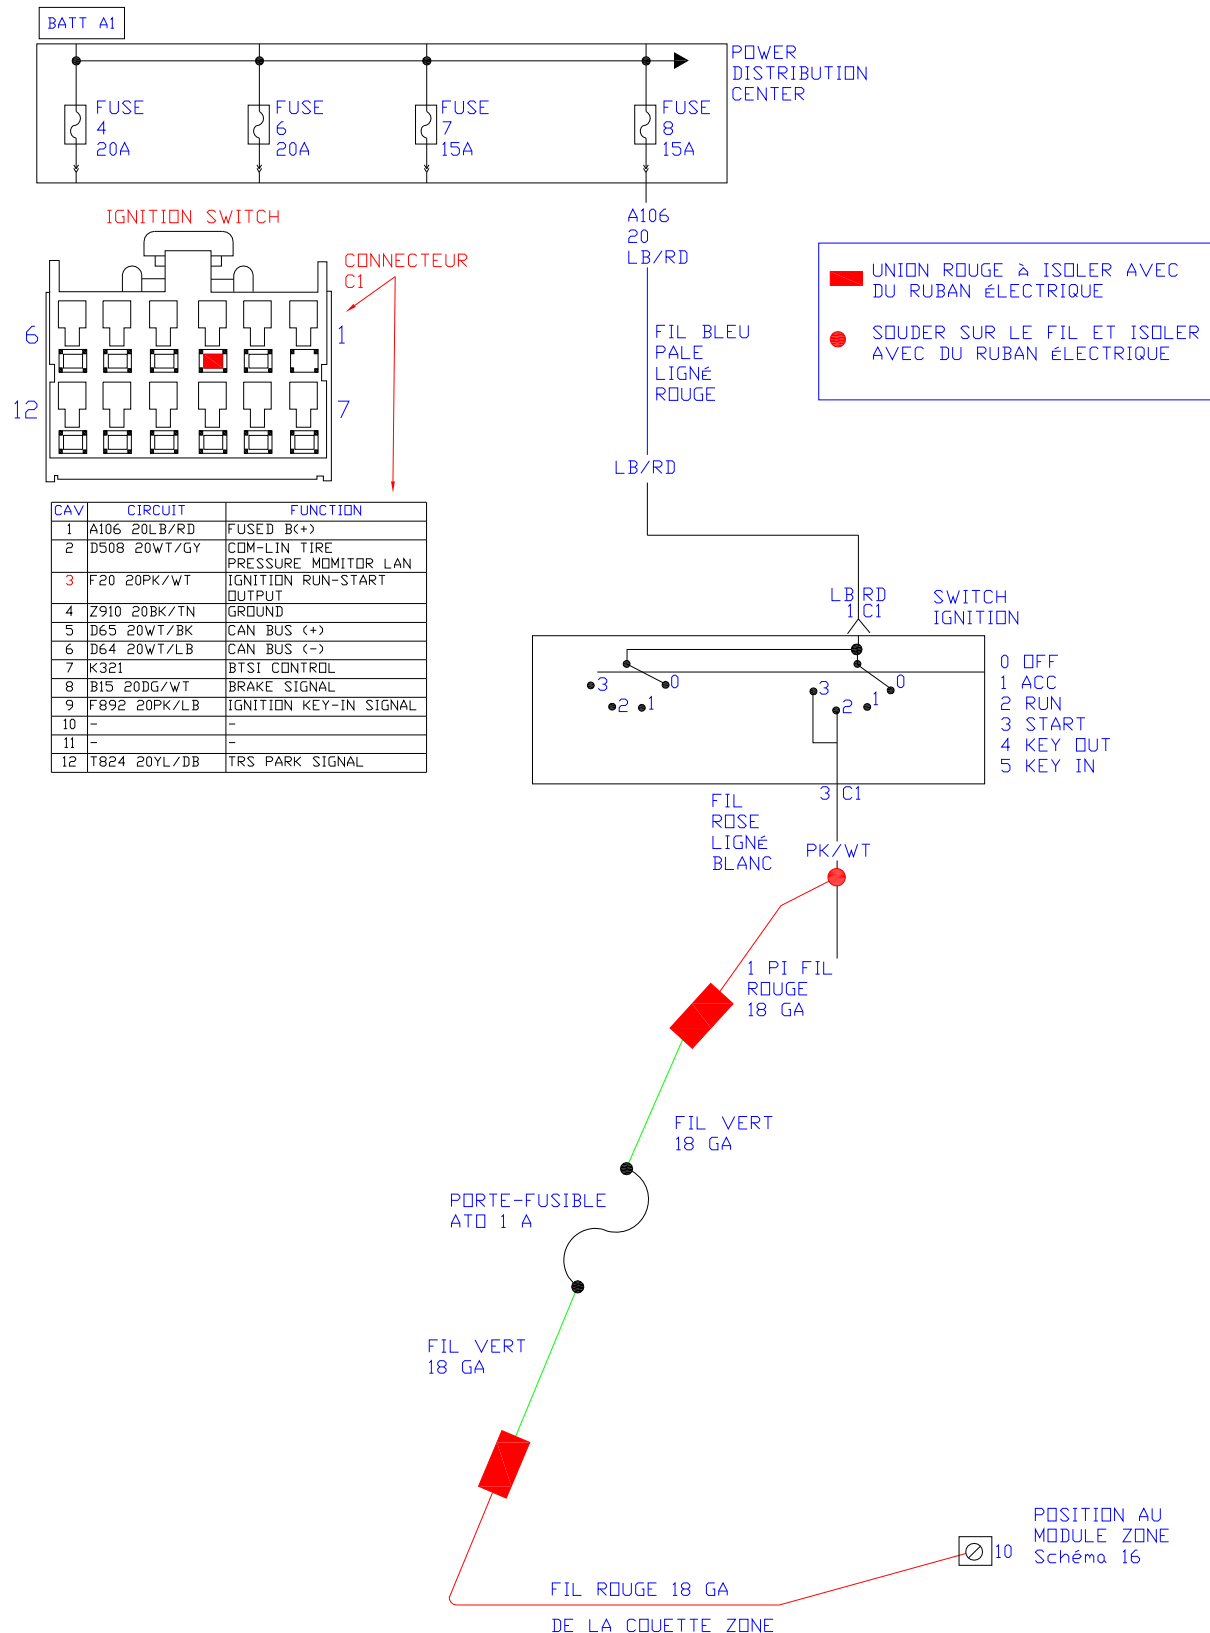 BATT A1
POWER
DISTRIBUTION
CENTER
FUSE
4
20A
FUSE
6
20A
FUSE
7
15A
FUSE
8
15A
A106
20
LB/RD
IGNITION SWITCH
CONNECTEUR
C1
6
1
12
7
UNION ROUGE à ISOLER AVEC
DU RUBAN éLECTRIQUE
SOUDER SUR LE FIL ET ISOLER
AVEC DU RUBAN éLECTRIQUE
FIL BLEU
PALE
LIGNé
ROUGE
LB/RD
CAV CIRCUIT FUNCTION
1 A106 20LB/RD FUSED B(+)
2 D508 20WT/GY COM-LIN TIRE
PRESSURE MOMITOR LAN
3 F20 20PK/WT IGNITION RUN-START
OUTPUT
4 Z910 20BK/TN GROUND
5 D65 20WT/BK CAN BUS (+)
6 D64 20WT/LB CAN BUS (-)
7 K321 BTSI CONTROL
8 B15 20DG/WT BRAKE SIGNAL
9 F892 20PK/LB IGNITION KEY-IN SIGNAL
10 - -
11 - -
12 T824 20YL/DB TRS PARK SIGNAL
LB RD
1 C1
SWITCH
IGNITION
3 0
2 1
3 0
2 1
0 OFF
1 ACC
2 RUN
3 START
4 KEY OUT
5 KEY IN
3 C1
FIL
ROSE
LIGNé
BLANC
PK/WT
1 PI FIL
ROUGE
18 GA
FIL VERT
18 GA
PORTE-FUSIBLE
ATO 1 A
FIL VERT
18 GA
10
POSITION AU
MODULE ZONE
Schéma 16
FIL ROUGE 18 GA
DE LA COUETTE ZONE